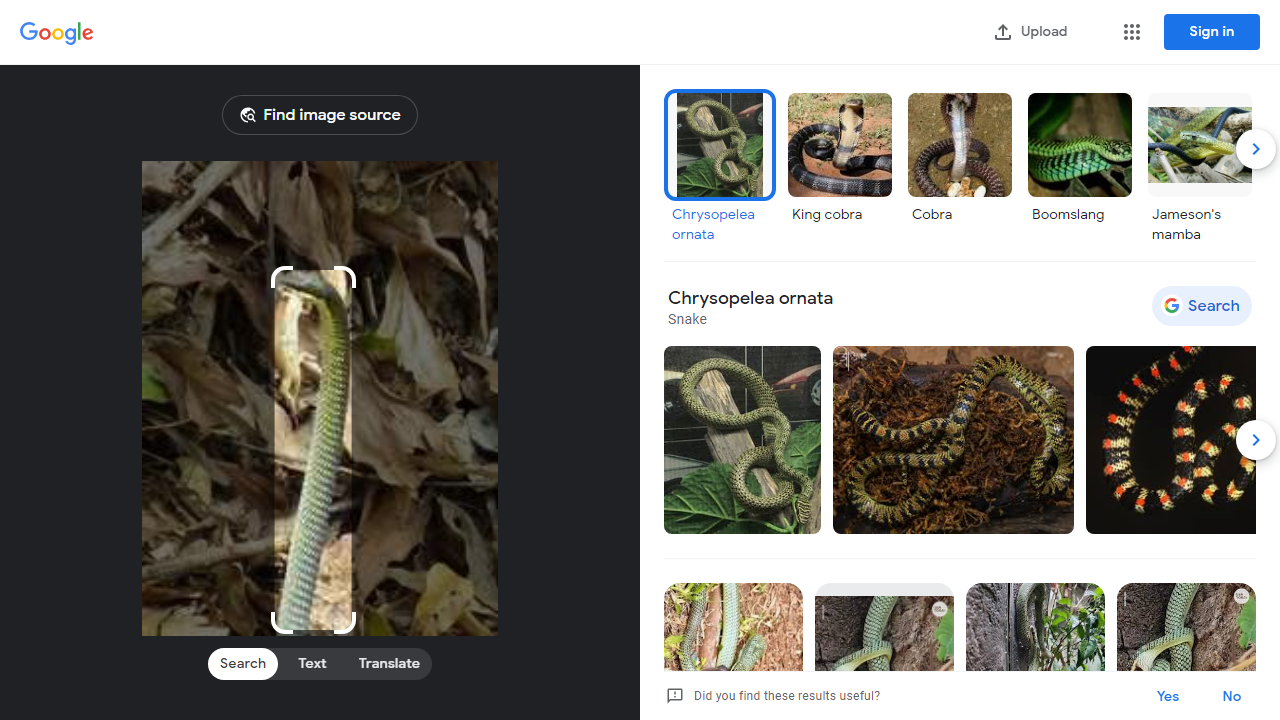 Google
Upload
Sign in
Find image source
Search
Text
Translate
Chrysopelea
ornata
King cobra
Cobra
Boomslang
Jameson's
mamba
Chrysopelea ornata
Snake
Search
Did you find these results useful?
Yes
No